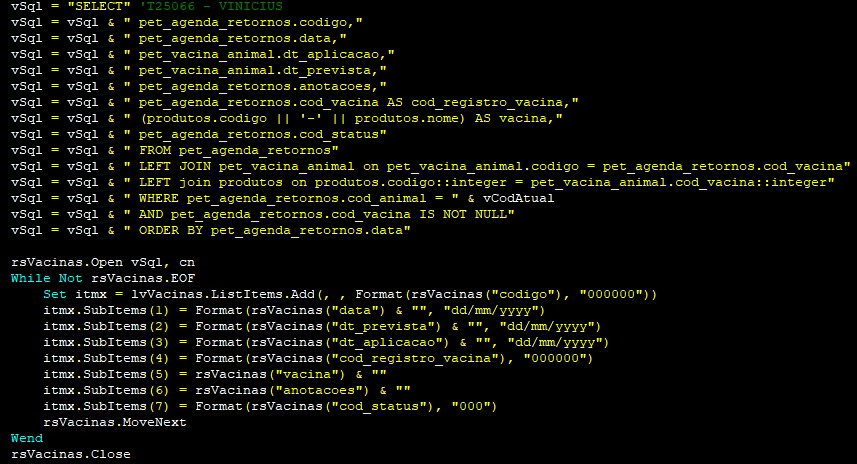 vSql = "SELECT" 'T25066 - VINICIUS
vSql = vSql & " pet_agenda_retornos.codigo,"
vSql = vSql & " pet_agenda_retornos.data,"
vSql = vSql & " pet_vacina_animal.dt_aplicacao,"
vSql = vSql & " pet_vacina_animal.dt_prevista,"
vSql = vSql & " pet_agenda_retornos.anotacoes,"
vSql = vSql & " pet_agenda_retornos.cod_vacina AS cod_registro_vacina,"
vSql = vSql & " (produtos.codigo || '-' || produtos.nome) AS vacina,"
vSql = vSql & " pet_agenda_retornos.cod_status"
vSql = vSql & " FROM pet_agenda_retornos"
vSql = vSql & " LEFT JOIN pet_vacina_animal on pet_vacina_animal.codigo = pet_agenda_retornos.cod_vacina"
vSql = vSql & " LEFT join produtos on produtos.codigo::integer = pet_vacina_animal.cod_vacina::integer"
vSql = vSql & " WHERE pet_agenda_retornos.cod_animal = " & vCodAtual
vSql = vSql & " AND pet_agenda_retornos.cod_vacina IS NOT NULL"
vSql = vSql & " ORDER BY pet_agenda_retornos.data"
rsVacinas.Open vSql, cn
While Not rsVacinas.EOF
Set itmx = lvVacinas.ListItems.Add(, , Format(rsVacinas("codigo"), "000000"))
itmx.SubItems(1) = Format(rsVacinas("data") & "", "dd/mm/yyyy")
itmx.SubItems(2) = Format(rsVacinas("dt_prevista") & "", "dd/mm/yyyy")
itmx.SubItems(3) = Format(rsVacinas("dt_aplicacao") & "", "dd/mm/yyyy")
itmx.SubItems(4) = Format(rsVacinas("cod_registro_vacina"), "000000")
itmx.SubItems(5) = rsVacinas("vacina") & ""
itmx.SubItems(6) = rsVacinas("anotacoes") & ""
itmx.SubItems(7) = Format(rsVacinas("cod_status"), "000")
rsVacinas.MoveNext
Wend
rsVacinas.Close